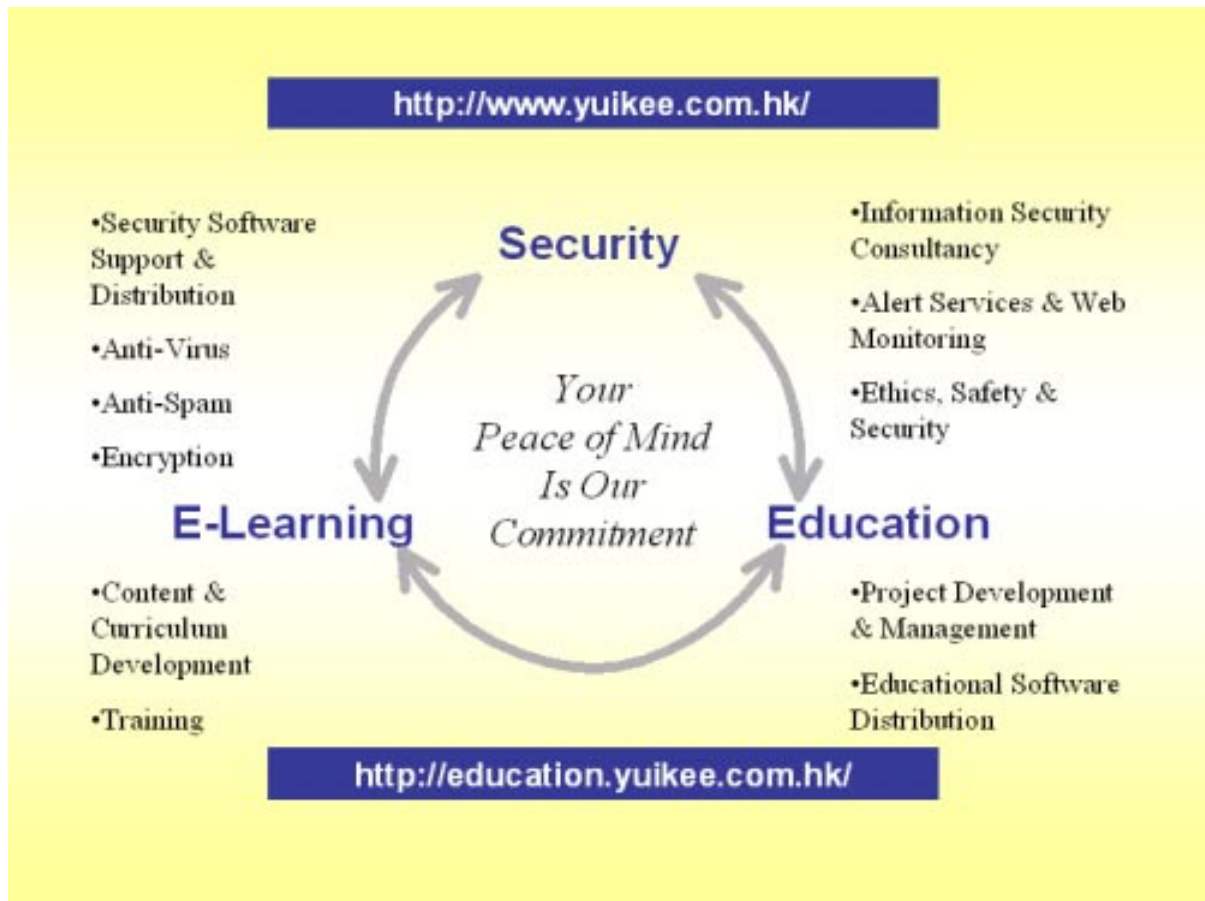 http://www.yuikee.com.hk/
•Security Software
Support &
Distribution
•Anti-Virus
•Anti-Spam
•Encryption
Security
•Information Security
Consultancy
•Alert Services & Web
Monitoring
•Ethics, Safety &
Security
Your
Peace of Mind
Is Our
Commitment
E-Learning
Education
•Content &
Curriculum
Development
•Training
•Project Development
& Management
•Educational Software
Distribution
http://education.yuikee.com.hk/